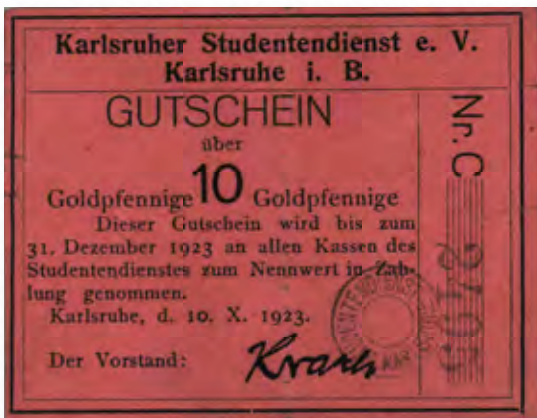 Karlsruher Studentendienst e. V.
Karlsruhe i. B.
GUTSCHEIN
über
Goldpfennige 10 Goldpfennige
Dieser Gutschein wird bis zum
31. Dezember 1923 an allen Kassen des
Studentendienstes zum Nennwert in Zah-
lung genommen.
Karlsruhe, d. 10. X. 1923.
Der Vorstand:
Nr. C